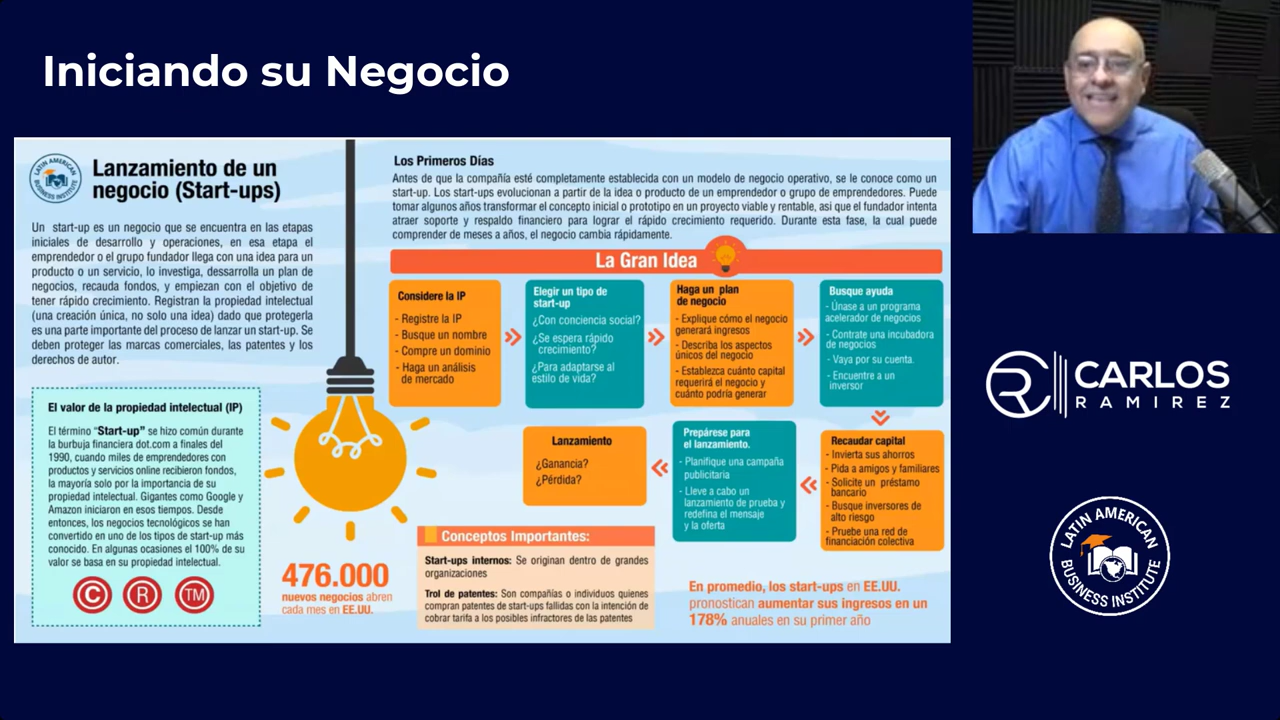 Iniciando su Negocio
LATIN AMERICAN
BUSINESS INSTITUTE
Lanzamiento de un
negocio (Start-ups)
Un start-up es un negocio que se encuentra en las etapas
iniciales de desarrollo y operaciones, en esa etapa el
emprendedor o el grupo fundador llega con una idea para un
producto o un servicio, lo investiga, dessarrolla un plan de
negocios, recauda fondos, y empiezan con el objetivo de
tener rápido crecimiento. Registran la propiedad intelectual
(una creación única, no solo una idea) dado que protegerla
es una parte importante del proceso de lanzar un start-up. Se
deben proteger las marcas comerciales, las patentes y los
derechos de autor.
El valor de la propiedad intelectual (IP)
El término "Start-up" se hizo común durante
la burbuja financiera dot.com a finales del
1990, cuando miles de emprendedores con
productos y servicios online recibieron fondos,
la mayoría solo por la importancia de su
propiedad intelectual. Gigantes como Google y
Amazon iniciaron en esos tiempos. Desde
entonces, los negocios tecnológicos se han
convertido en uno de los tipos de start-up más
conocido. En algunas ocasiones el 100% de su
valor se basa en su propiedad intelectual.
C R TM
476.000
nuevos negocios abren
cada mes en EE.UU.
Los Primeros Días
Antes de que la compañía esté completamente establecida con un modelo de negocio operativo, se le conoce como un
start-up. Los start-ups evolucionan a partir de la idea o producto de un emprendedor o grupo de emprendedores. Puede
tomar algunos años transformar el concepto inicial o prototipo en un proyecto viable y rentable, asi que el fundador intenta
atraer soporte y respaldo financiero para lograr el rápido crecimiento requerido. Durante esta fase, la cual puede
comprender de meses a años, el negocio cambia rápidamente.
La Gran Idea
Considere la IP
- Registre la IP
- Busque un nombre
- Compre un dominio
- Haga un análisis
de mercado
Elegir un tipo de
start-up
¿Con conciencia social?
¿Se espera rápido
crecimiento?
¿Para adaptarse al
estilo de vida?
Haga un plan
de negocio
- Explique cómo el negocio
generará ingresos
- Describa los aspectos
únicos del negocio
- Establezca cuánto capital
requerirá el negocio y
cuánto podría generar
Busque ayuda
- Únase a un programa
acelerador de negocios
- Contrate una incubadora
de negocios
- Vaya por su cuenta.
- Encuentre a un
inversor
Recaudar capital
- Invierta sus ahorros
- Pida a amigos y familiares
- Solicite un préstamo
bancario
- Busque inversores de
alto riesgo
- Pruebe una red de
financiación colectiva
Prepárese para
el lanzamiento.
- Planifique una campaña
publicitaria
- Lleve a cabo un
lanzamiento de prueba y
redefina el mensaje
y la oferta
Lanzamiento
¿Ganancia?
¿Pérdida?
Conceptos Importantes:
Start-ups internos: Se originan dentro de grandes
organizaciones
Trol de patentes: Son compañías o individuos quienes
compran patentes de start-ups fallidas con la intención de
cobrar tarifa a los posibles infractores de las patentes
En promedio, los start-ups en EE.UU.
pronostican aumentar sus ingresos en un
178% anuales en su primer año
CARLOS
RAMIREZ
LATIN AMERICAN
BUSINESS INSTITUTE